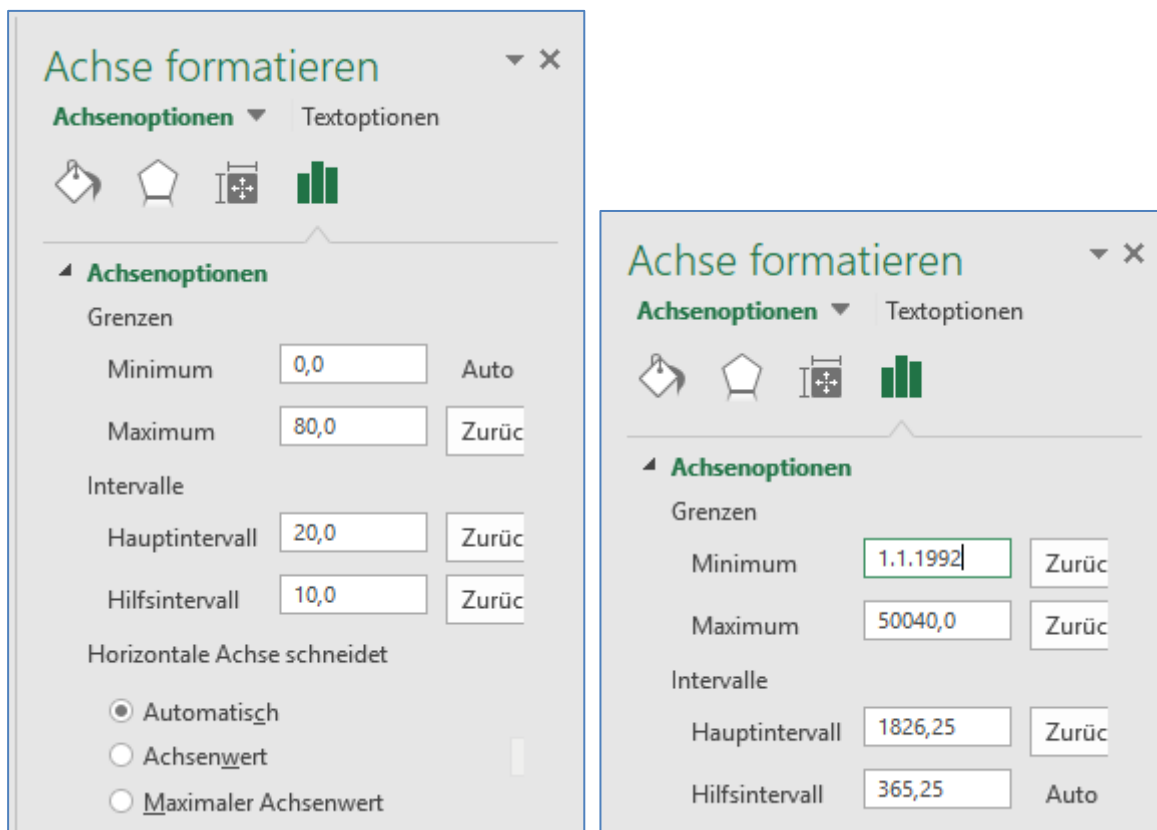 Achse formatieren
Achsenoptionen Textoptionen
Achsenoptionen
Grenzen
Minimum 0,0 Auto
Maximum 80,0 Zurüc
Intervalle
Hauptintervall 20,0 Zurüc
Hilfsintervall 10,0 Zurüc
Horizontale Achse schneidet
Automatisch
Achsenwert
Maximaler Achsenwert
Achse formatieren
Achsenoptionen Textoptionen
Achsenoptionen
Grenzen
Minimum 1.1.1992 Zurüc
Maximum 50040,0 Zurüc
Intervalle
Hauptintervall 1826,25 Zurüc
Hilfsintervall 365,25 Auto